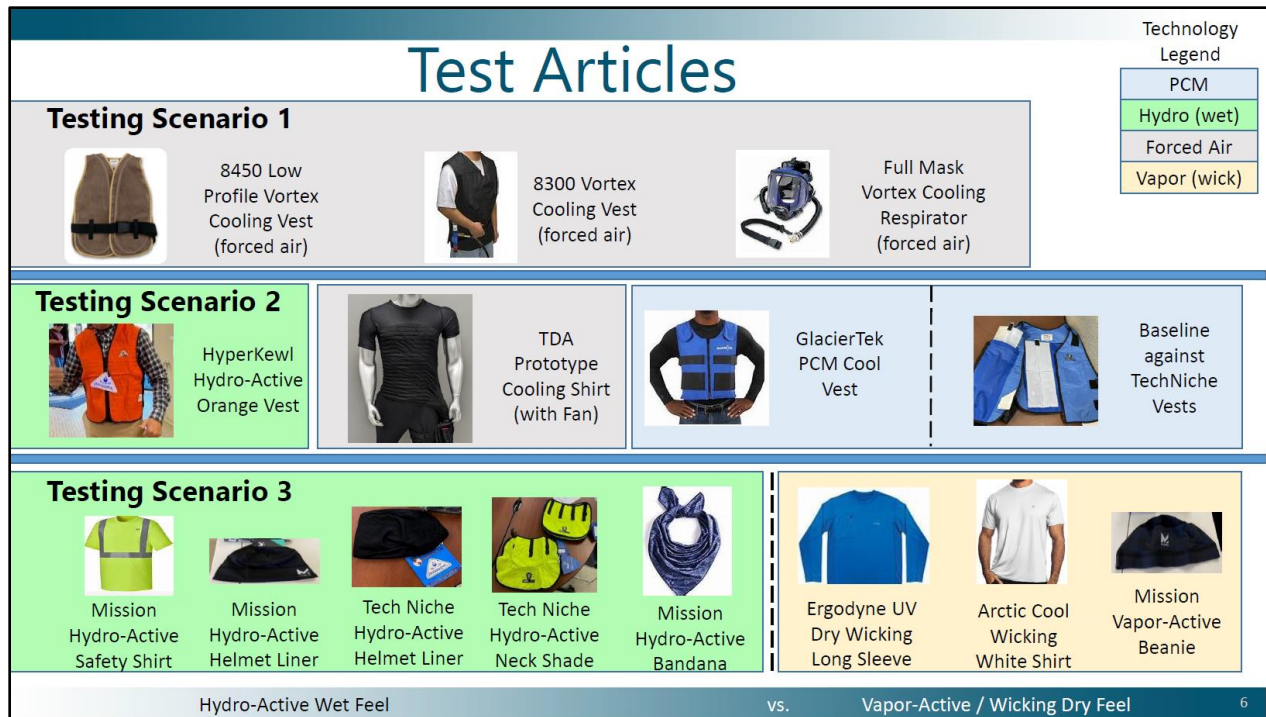 Test Articles
Technology
Legend
PCM
Hydro (wet)
Forced Air
Vapor (wick)
Testing Scenario 1
8450 Low
Profile Vortex
Cooling Vest
(forced air)
8300 Vortex
Cooling Vest
(forced air)
Full Mask
Vortex Cooling
Respirator
(forced air)
Testing Scenario 2
HyperKewl
Hydro-Active
Orange Vest
TDA
Prototype
Cooling Shirt
(with Fan)
GlacierTek
PCM Cool
Vest
Baseline
against
TechNiche
Vests
Testing Scenario 3
Mission
Hydro-Active
Safety Shirt
Mission
Hydro-Active
Helmet Liner
Tech Niche
Hydro-Active
Helmet Liner
Tech Niche
Hydro-Active
Neck Shade
Mission
Hydro-Active
Bandana
Ergodyne UV
Dry Wicking
Long Sleeve
Arctic Cool
Wicking
White Shirt
Mission
Vapor-Active
Beanie
Hydro-Active Wet Feel
vs.
Vapor-Active / Wicking Dry Feel
6